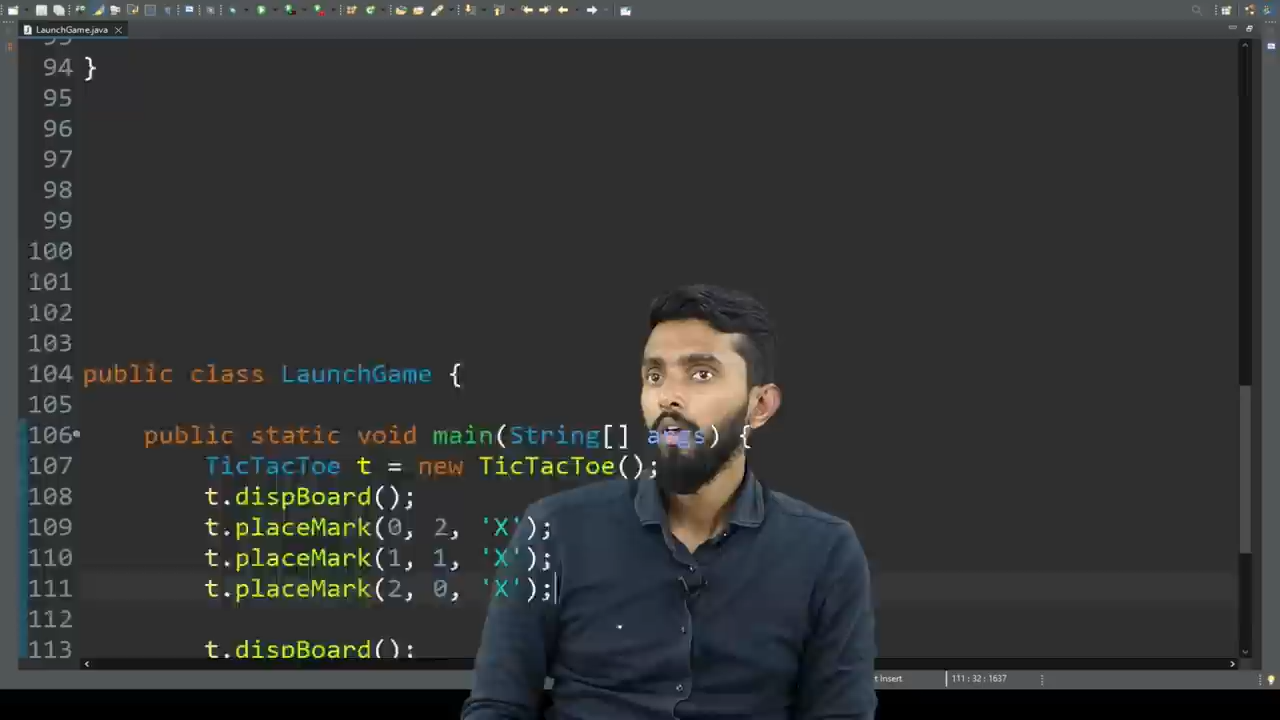 LaunchGame.java
93
94 }
95
96
97
98
99
100
101
102
103
104 public class LaunchGame {
105
106 public static void main(String[] args) {
107 TicTacToe t = new TicTacToe();
108 t.dispBoard();
109 t.placeMark(0, 2, 'X');
110 t.placeMark(1, 1, 'X');
111 t.placeMark(2, 0, 'X');
112
113 t.dispBoard();
Insert 111 : 32 : 1637